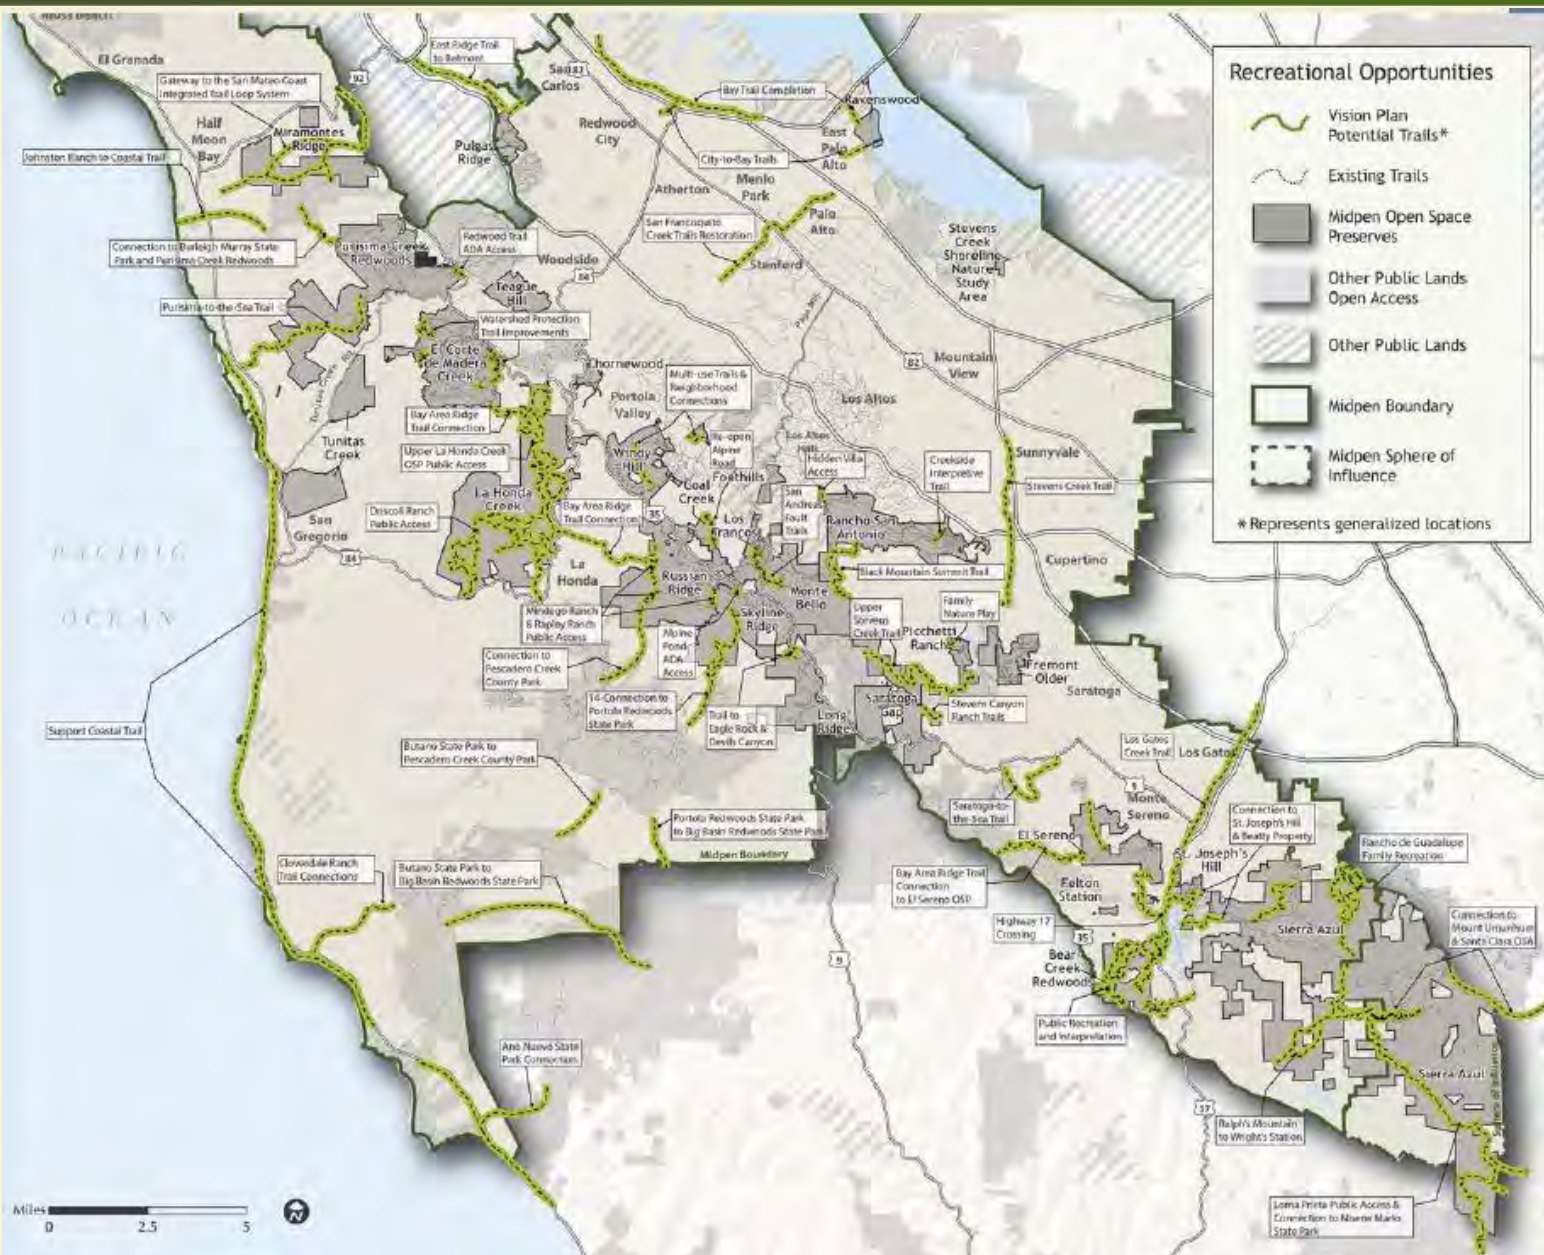 El Granada
Gateway to the San Mateo Coast
Integrated Trail Loop System
92
East Ridge Trail
to Belmont
San
Carlos
Half
Moon
Bay
Miramontes
Ridge
Johnston Ranch to Coastal Trail
Pulgas
Ridge
Redwood
City
Bay Trail Completion
Ravenswood
East
Palo
Alto
City-to-Bay Trails
Menlo
Park
Atherton
Palo
Alto
San Francisquito
Creek Trails Restoration
Stanford
Stevens
Creek
Shoreline
Nature
Study
Area
Connection to Burleigh Murray State
Park and Purisima Creek Redwoods
Purisima Creek
Redwoods
Redwood Trail
ADA Access
Woodside
84
Teague
Hill
Purisima-to-the-Sea Trail
Watershed Protection
Trail Improvements
El Corte
de Madera
Creek
Thornewood
Portola
Valley
Multi-use Trails &
Neighborhood
Connections
82
Mountain
View
Los Altos
Los Altos
Hills
Tunitas
Creek
Bay Area Ridge
Trail Connection
Upper La Honda Creek
OSP Public Access
Windy
Hill
Re-open
Alpine
Road
Foothills
Coal
Creek
Hidden Villa
Access
Creekside
Interpretive
Trail
Sunnyvale
Stevens Creek Trail
La Honda
Creek
Driscoll Ranch
Public Access
Bay Area Ridge
Trail Connection
35
Los
Trancos
San
Andreas
Fault
Trails
Rancho San
Antonio
San
Gregorio
84
La
Honda
Russian
Ridge
Black Mountain Summit Trail
Cupertino
Monte
Bello
Mindego Ranch
& Rapley Ranch
Public Access
Skyline
Ridge
Upper
Stevens
Creek Trail
Family
Nature Play
Picchetti
Ranch
Connection to
Pescadero Creek
County Park
Alpine
Pond
ADA
Access
Fremont
Older
Saratoga
14-Connection to
Portola Redwoods
State Park
Trail to
Eagle Rock &
Devils Canyon
Long
Ridge
Saratoga
Gap
Stevens Canyon
Ranch Trails
PACIFIC
OCEAN
Support Coastal Trail
Butano State Park to
Pescadero Creek County Park
Los Gatos
Creek Trail
Los Gatos
9
Monte
Sereno
Saratoga-to-
the-Sea Trail
El Sereno
Portola Redwoods State Park
to Big Basin Redwoods State Park
Midpen Boundary
Connection to
St. Joseph's Hill
& Beatty Property
St. Joseph's
Hill
Rancho de Guadalupe
Family Recreation
Cloverdale Ranch
Trail Connections
Butano State Park to
Big Basin Redwoods State Park
Bay Area Ridge Trail
Connection
to El Sereno OSP
Felton
Station
Highway 17
Crossing
35
Bear
Creek
Redwoods
Sierra Azul
Connection to
Mount Umunhum
& Santa Clara OSA
9
Public Recreation
and Interpretation
Ano Nuevo State
Park Connection
Sierra Azul
Sphere of Influence
17
Ralph's Mountain
to Wright's Station
Loma Prieta Public Access &
Connection to Nisene Marks
State Park
Miles
0 2.5 5
N
Recreational Opportunities
Vision Plan
Potential Trails*
Existing Trails
Midpen Open Space
Preserves
Other Public Lands
Open Access
Other Public Lands
Midpen Boundary
Midpen Sphere of
Influence
*Represents generalized locations